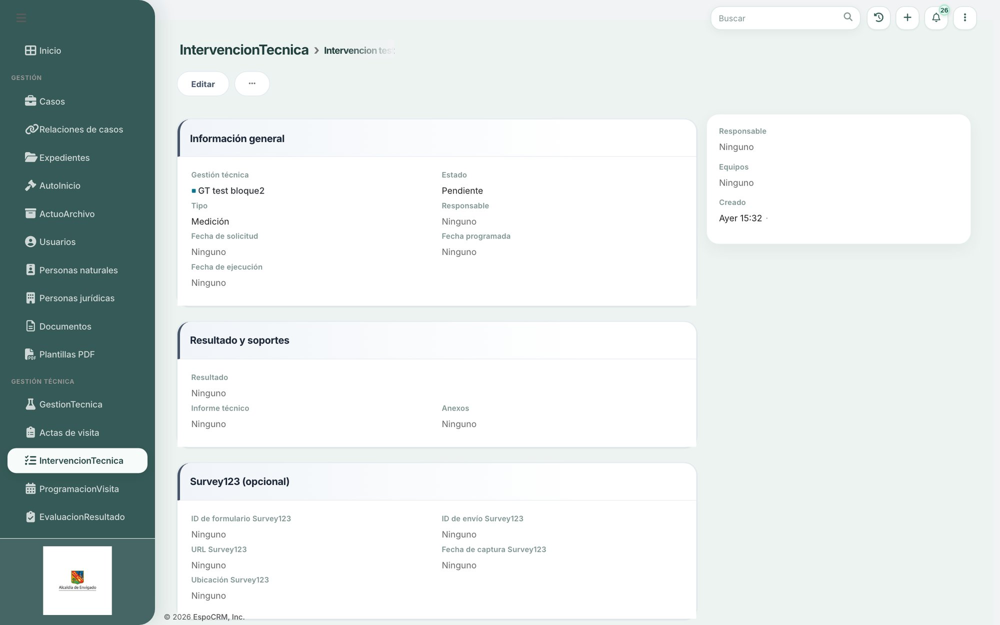 Inicio
GESTIÓN
Casos
Relaciones de casos
Expedientes
AutoInicio
ActuoArchivo
Usuarios
Personas naturales
Personas jurídicas
Documentos
Plantillas PDF
GESTIÓN TÉCNICA
GestionTecnica
Actas de visita
IntervencionTecnica
ProgramacionVisita
EvaluacionResultado
Alcaldía de Envigado
Buscar
26
IntervencionTecnica > Intervencion test
Editar
...
Información general
Gestión técnica
GT test bloque2
Estado
Pendiente
Tipo
Medición
Responsable
Ninguno
Fecha de solicitud
Ninguno
Fecha programada
Ninguno
Fecha de ejecución
Ninguno
Resultado y soportes
Resultado
Ninguno
Informe técnico
Ninguno
Anexos
Ninguno
Survey123 (opcional)
ID de formulario Survey123
Ninguno
ID de envío Survey123
Ninguno
URL Survey123
Ninguno
Fecha de captura Survey123
Ninguno
Ubicación Survey123
Ninguno
Responsable
Ninguno
Equipos
Ninguno
Creado
Ayer 15:32 ·
© 2026 EspoCRM, Inc.